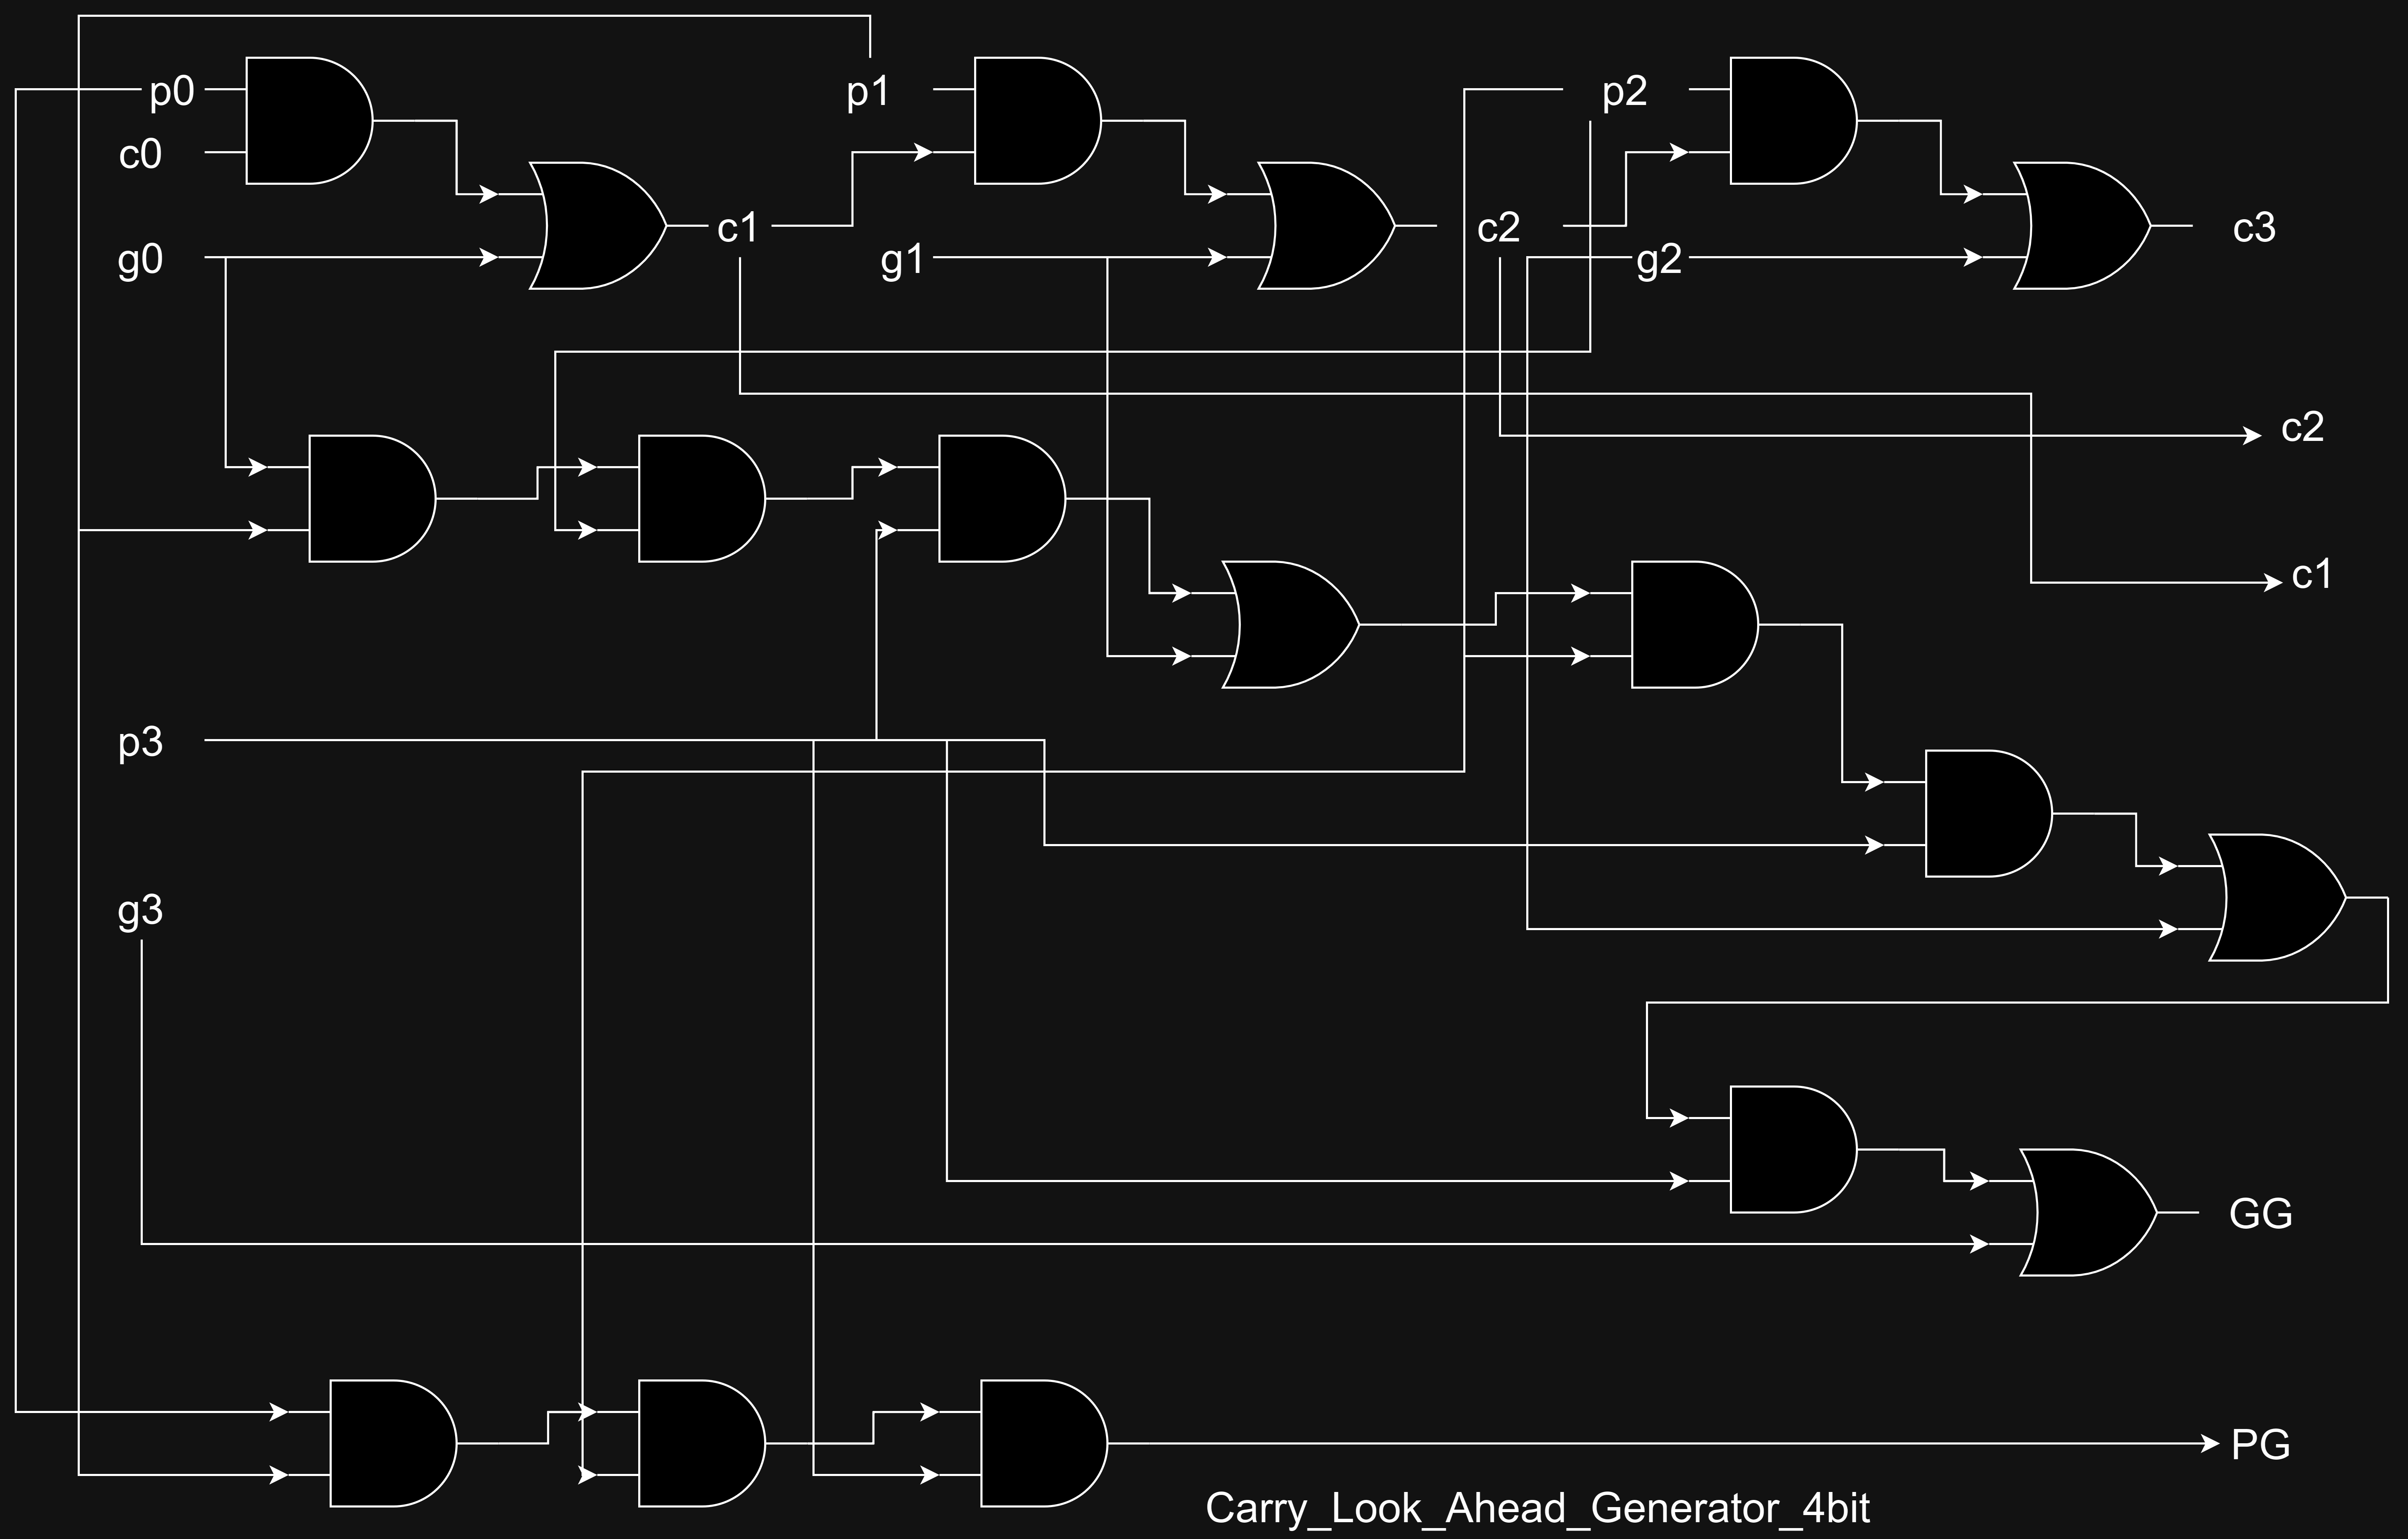 p0
p1
p2
c0
c1
c2
c3
g0
g1
g2
c2
c1
p3
g3
GG
PG
Carry_Look_Ahead_Generator_4bit